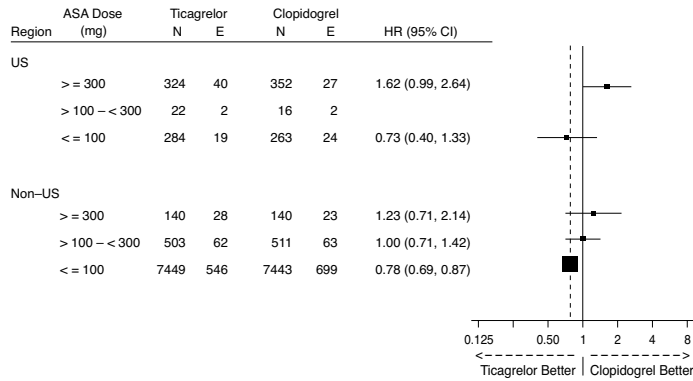 ASA Dose Ticagrelor Clopidogrel
Region (mg) N E N E HR (95% CI)
US
> = 300 324 40 352 27 1.62 (0.99, 2.64)
> 100 – < 300 22 2 16 2
< = 100 284 19 263 24 0.73 (0.40, 1.33)
Non–US
> = 300 140 28 140 23 1.23 (0.71, 2.14)
> 100 – < 300 503 62 511 63 1.00 (0.71, 1.42)
< = 100 7449 546 7443 699 0.78 (0.69, 0.87)
0.125 0.50 1 2 4 8
Ticagrelor Better Clopidogrel Better